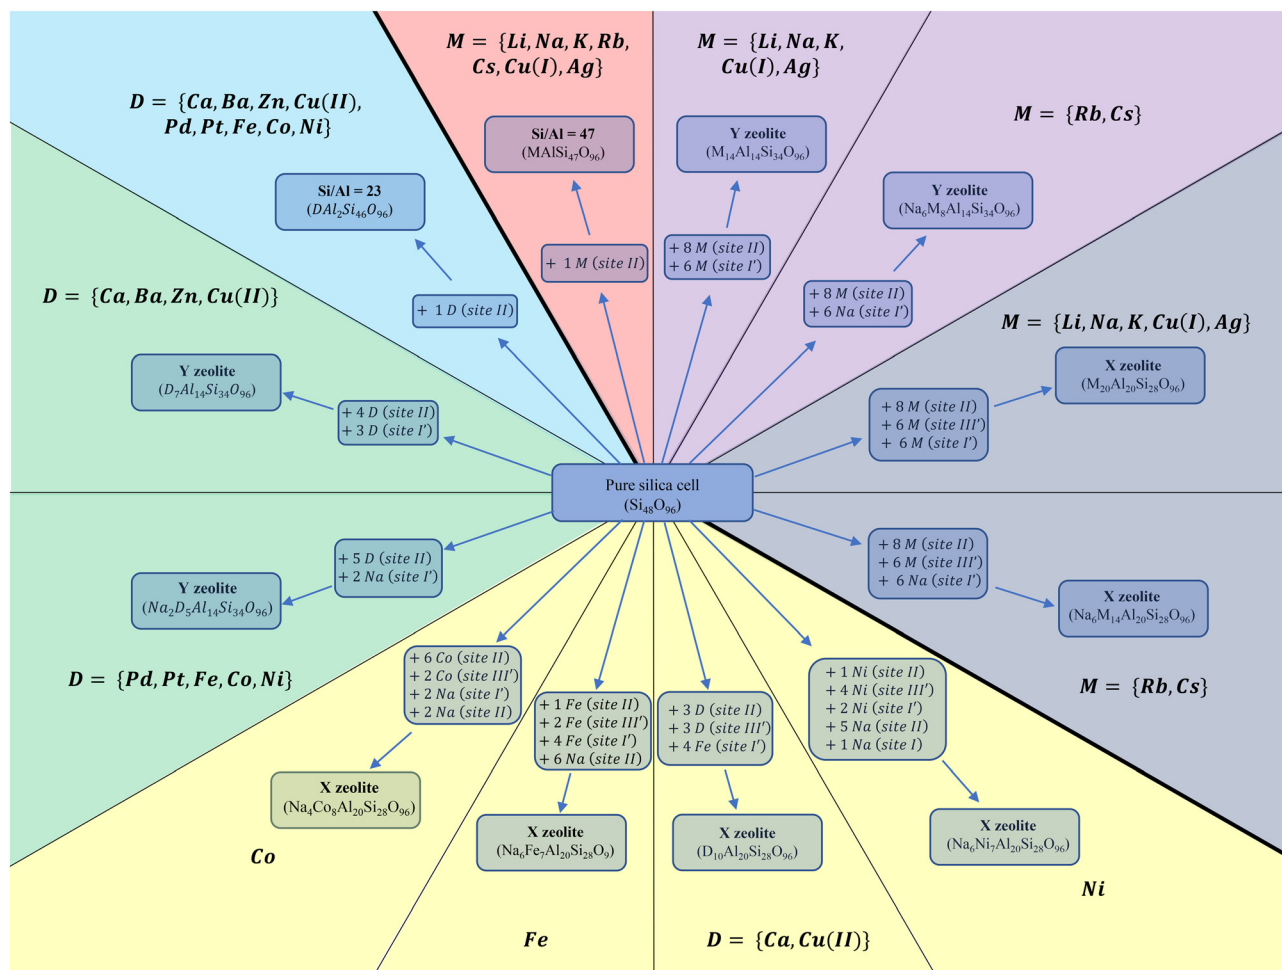 M = {Li, Na, K, Rb,
Cs, Cu(I), Ag}
Si/Al = 47
(MAlSi₄₇O₉₆)
+ 1 M (site II)
M = {Li, Na, K,
Cu(I), Ag}
Y zeolite
(M₁₄Al₁₄Si₃₄O₉₆)
+ 8 M (site II)
+ 6 M (site I′)
M = {Rb, Cs}
Y zeolite
(Na₆M₈Al₁₄Si₃₄O₉₆)
+ 8 M (site II)
+ 6 Na (site I′)
M = {Li, Na, K, Cu(I), Ag}
X zeolite
(M₂₀Al₂₀Si₂₈O₉₆)
+ 8 M (site II)
+ 6 M (site III′)
+ 6 M (site I′)
D = {Ca, Ba, Zn, Cu(II),
Pd, Pt, Fe, Co, Ni}
Si/Al = 23
(DAl₂Si₄₆O₉₆)
+ 1 D (site II)
D = {Ca, Ba, Zn, Cu(II)}
Y zeolite
(D₇Al₁₄Si₃₄O₉₆)
+ 4 D (site II)
+ 3 D (site I′)
Pure silica cell
(Si₄₈O₉₆)
+ 5 D (site II)
+ 2 Na (site I′)
Y zeolite
(Na₂D₅Al₁₄Si₃₄O₉₆)
D = {Pd, Pt, Fe, Co, Ni}
+ 8 M (site II)
+ 6 M (site III′)
+ 6 Na (site I′)
X zeolite
(Na₆M₁₄Al₂₀Si₂₈O₉₆)
M = {Rb, Cs}
+ 6 Co (site II)
+ 2 Co (site III′)
+ 2 Na (site I′)
+ 2 Na (site II)
X zeolite
(Na₄Co₈Al₂₀Si₂₈O₉₆)
Co
+ 1 Fe (site II)
+ 2 Fe (site III′)
+ 4 Fe (site I′)
+ 6 Na (site II)
X zeolite
(Na₆Fe₇Al₂₀Si₂₈O₉)
Fe
+ 3 D (site II)
+ 3 D (site III′)
+ 4 Fe (site I′)
X zeolite
(D₁₀Al₂₀Si₂₈O₉₆)
D = {Ca, Cu(II)}
+ 1 Ni (site II)
+ 4 Ni (site III′)
+ 2 Ni (site I′)
+ 5 Na (site II)
+ 1 Na (site I)
X zeolite
(Na₆Ni₇Al₂₀Si₂₈O₉₆)
Ni